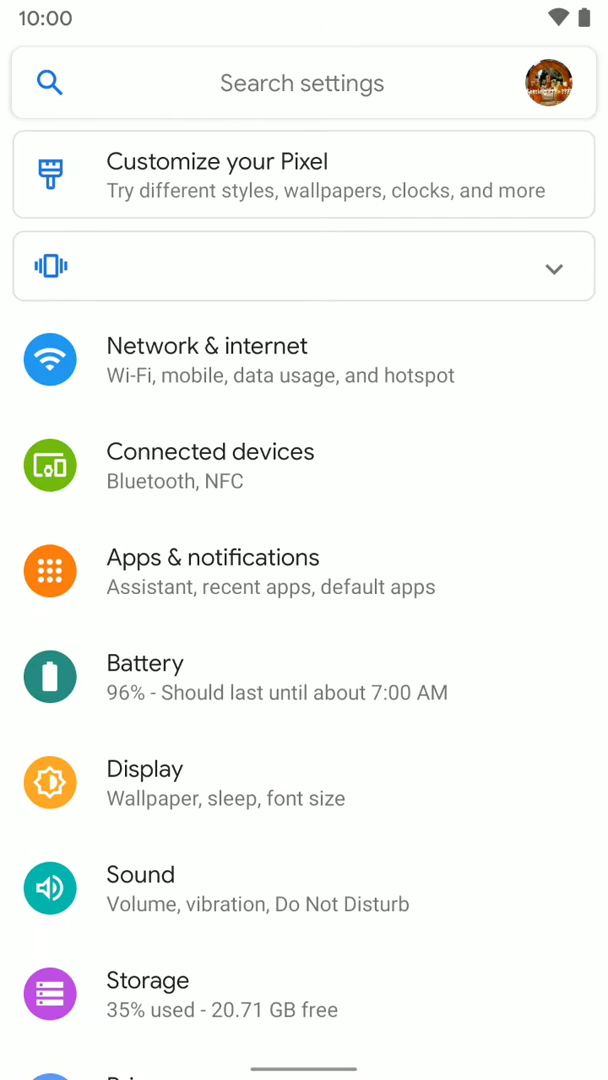 10:00
Search settings
Customize your Pixel
Try different styles, wallpapers, clocks, and more
Network & internet
Wi-Fi, mobile, data usage, and hotspot
Connected devices
Bluetooth, NFC
Apps & notifications
Assistant, recent apps, default apps
Battery
96% - Should last until about 7:00 AM
Display
Wallpaper, sleep, font size
Sound
Volume, vibration, Do Not Disturb
Storage
35% used - 20.71 GB free